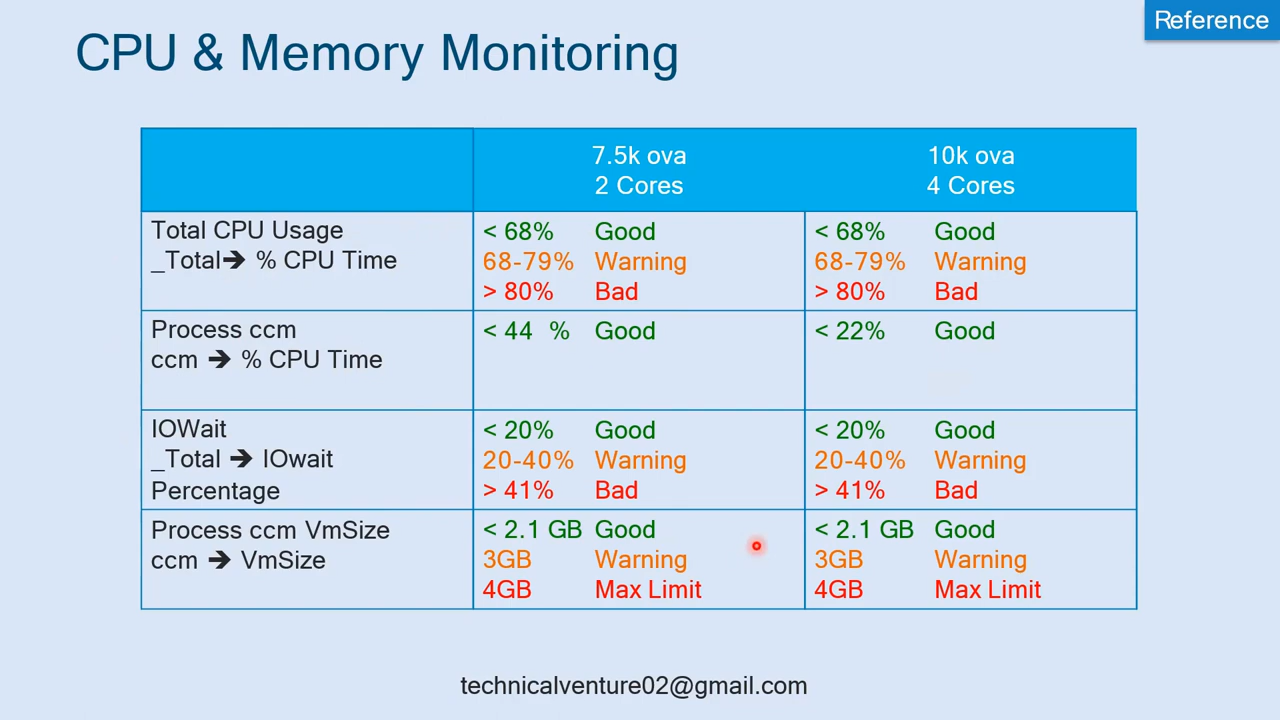 Reference
CPU & Memory Monitoring
7.5k ova
2 Cores
10k ova
4 Cores
Total CPU Usage
_Total➔ % CPU Time
< 68% Good
68-79% Warning
> 80% Bad
< 68% Good
68-79% Warning
> 80% Bad
Process ccm
ccm ➔ % CPU Time
< 44 % Good
< 22% Good
IOWait
_Total ➔ IOwait
Percentage
< 20% Good
20-40% Warning
> 41% Bad
< 20% Good
20-40% Warning
> 41% Bad
Process ccm VmSize
ccm ➔ VmSize
< 2.1 GB Good
3GB Warning
4GB Max Limit
< 2.1 GB Good
3GB Warning
4GB Max Limit
technicalventure02@gmail.com